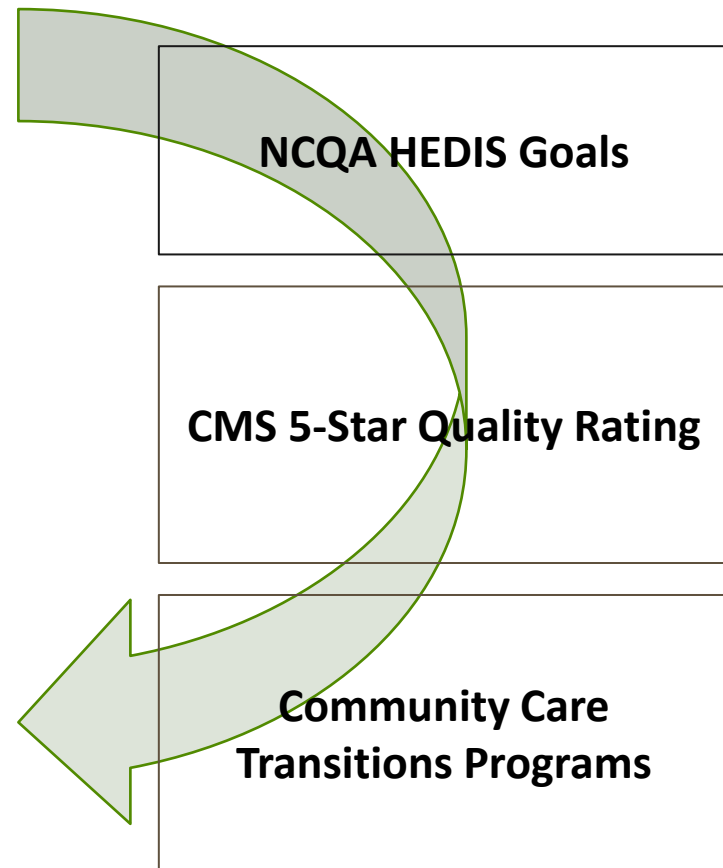 NCQA HEDIS Goals
CMS 5-Star Quality Rating
Community Care
Transitions Programs